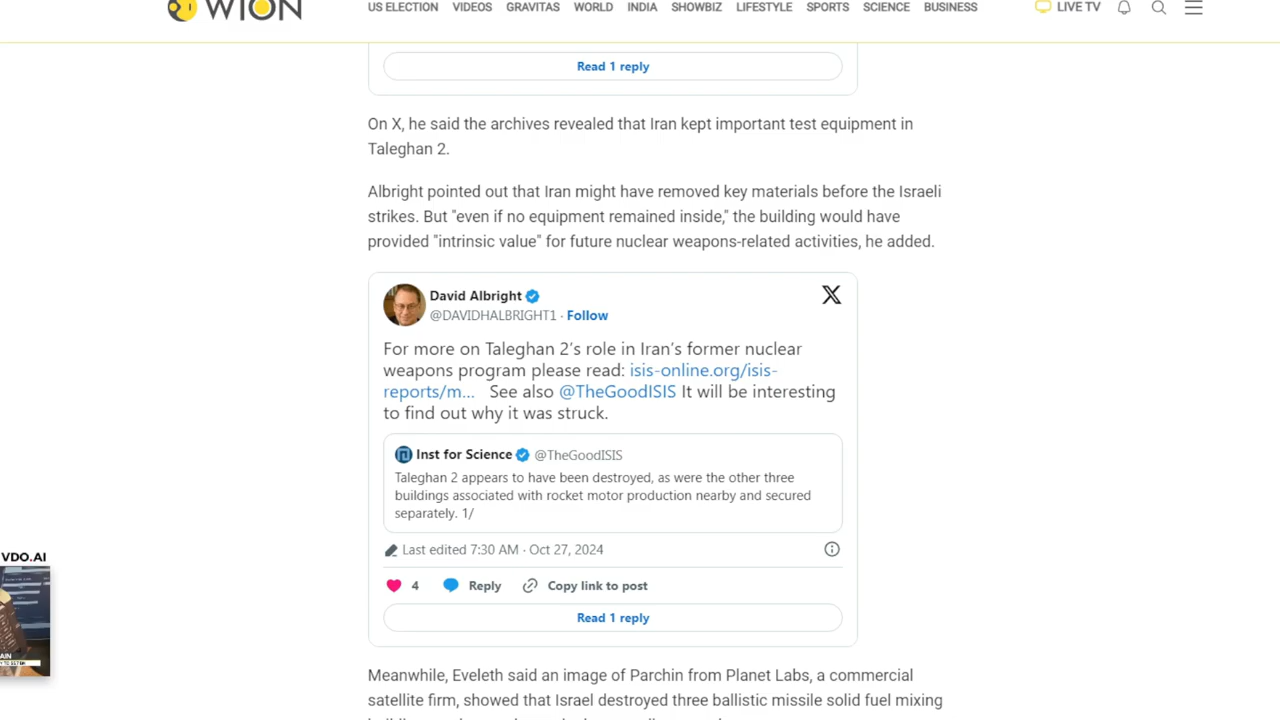 WION
US ELECTION VIDEOS GRAVITAS WORLD INDIA SHOWBIZ LIFESTYLE SPORTS SCIENCE BUSINESS LIVE TV
Read 1 reply
On X, he said the archives revealed that Iran kept important test equipment in
Taleghan 2.
Albright pointed out that Iran might have removed key materials before the Israeli
strikes. But "even if no equipment remained inside," the building would have
provided "intrinsic value" for future nuclear weapons-related activities, he added.
David Albright
@DAVIDHALBRIGHT1 · Follow
For more on Taleghan 2's role in Iran's former nuclear
weapons program please read: isis-online.org/isis-
reports/m... See also @TheGoodISIS It will be interesting
to find out why it was struck.
Inst for Science @TheGoodISIS
Taleghan 2 appears to have been destroyed, as were the other three
buildings associated with rocket motor production nearby and secured
separately. 1/
Last edited 7:30 AM · Oct 27, 2024
4 Reply Copy link to post
Read 1 reply
VDO.AI
Meanwhile, Eveleth said an image of Parchin from Planet Labs, a commercial
satellite firm, showed that Israel destroyed three ballistic missile solid fuel mixing